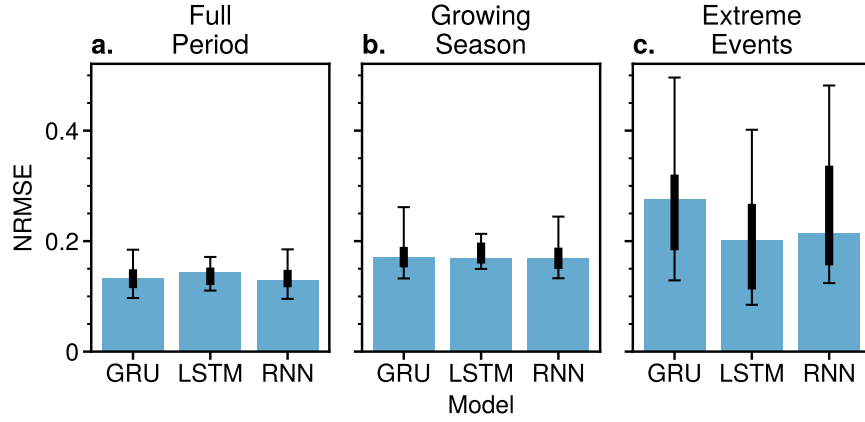 Full
Period
Growing
Season
Extreme
Events
a.
b.
c.
NRMSE
0.4
0.2
0
GRU LSTM RNN
GRU LSTM RNN
GRU LSTM RNN
Model